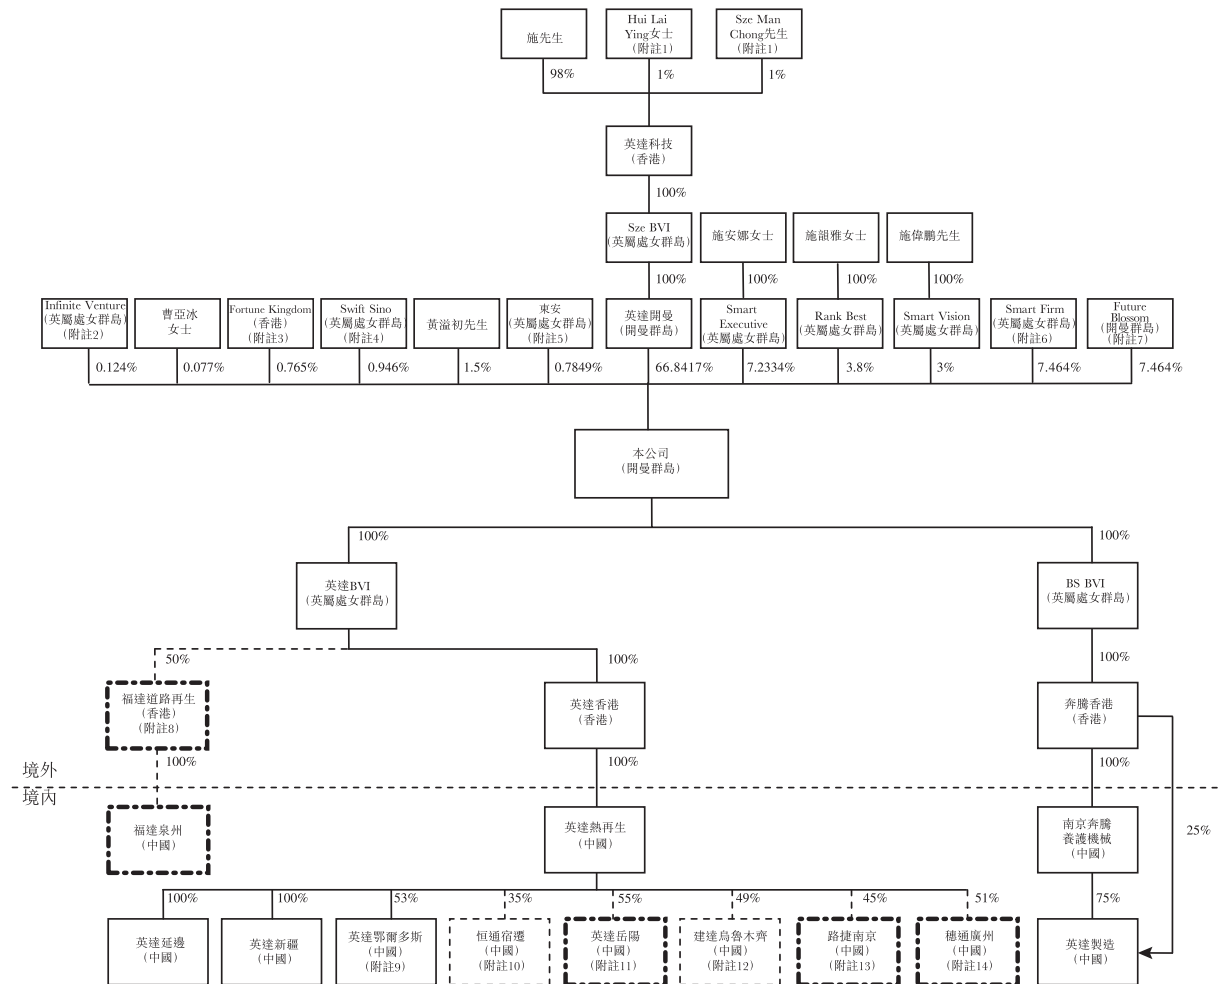 施先生
Hui Lai
Ying女士
（附註1）
Sze Man
Chong先生
（附註1）
98%
1%
1%
英達科技
（香港）
100%
Sze BVI
（英屬處女群島）
施安娜女士
施韻雅女士
施偉鵬先生
100%
100%
100%
100%
Infinite Venture
（英屬處女群島）
（附註2）
曹亞冰
女士
Fortune Kingdom
（香港）
（附註3）
Swift Sino
（英屬處女群島）
（附註4）
黃溢初先生
東安
（英屬處女群島）
（附註5）
英達開曼
（開曼群島）
Smart
Executive
（英屬處女群島）
Rank Best
（英屬處女群島）
Smart Vision
（英屬處女群島）
Smart Firm
（英屬處女群島）
（附註6）
Future
Blossom
（開曼群島）
（附註7）
0.124%
0.077%
0.765%
0.946%
1.5%
0.7849%
66.8417%
7.2334%
3.8%
3%
7.464%
7.464%
本公司
（開曼群島）
100%
100%
英達BVI
（英屬處女群島）
BS BVI
（英屬處女群島）
50%
100%
100%
福達道路再生
（香港）
（附註8）
英達香港
（香港）
奔騰香港
（香港）
100%
100%
100%
境外
境內
福達泉州
（中國）
英達熱再生
（中國）
南京奔騰
養護機械
（中國）
25%
100%
100%
53%
35%
55%
49%
45%
51%
75%
英達延邊
（中國）
英達新疆
（中國）
英達鄂爾多斯
（中國）
（附註9）
恒通宿遷
（中國）
（附註10）
英達岳陽
（中國）
（附註11）
建達烏魯木齊
（中國）
（附註12）
路捷南京
（中國）
（附註13）
穗通廣州
（中國）
（附註14）
英達製造
（中國）